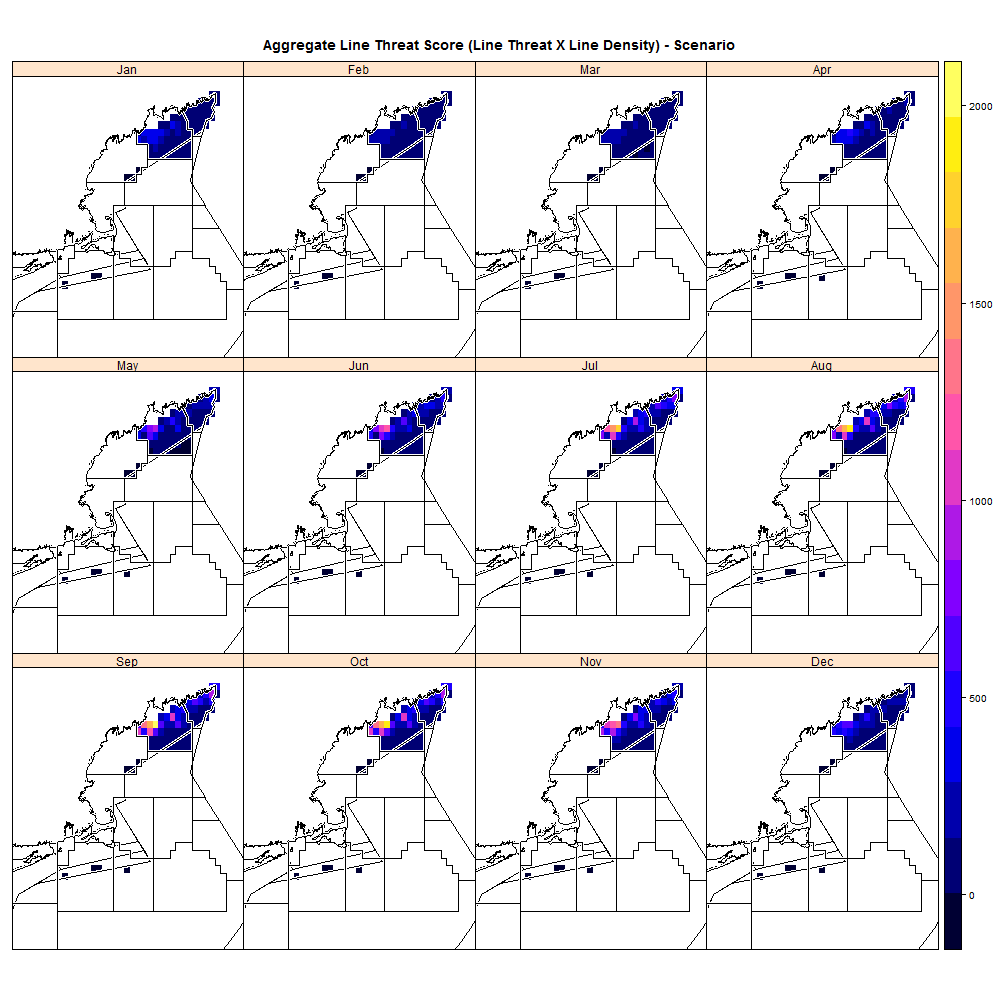 Aggregate Line Threat Score (Line Threat X Line Density) - Scenario
Jan
Feb
Mar
Apr
May
Jun
Jul
Aug
Sep
Oct
Nov
Dec
2000
1500
1000
500
0